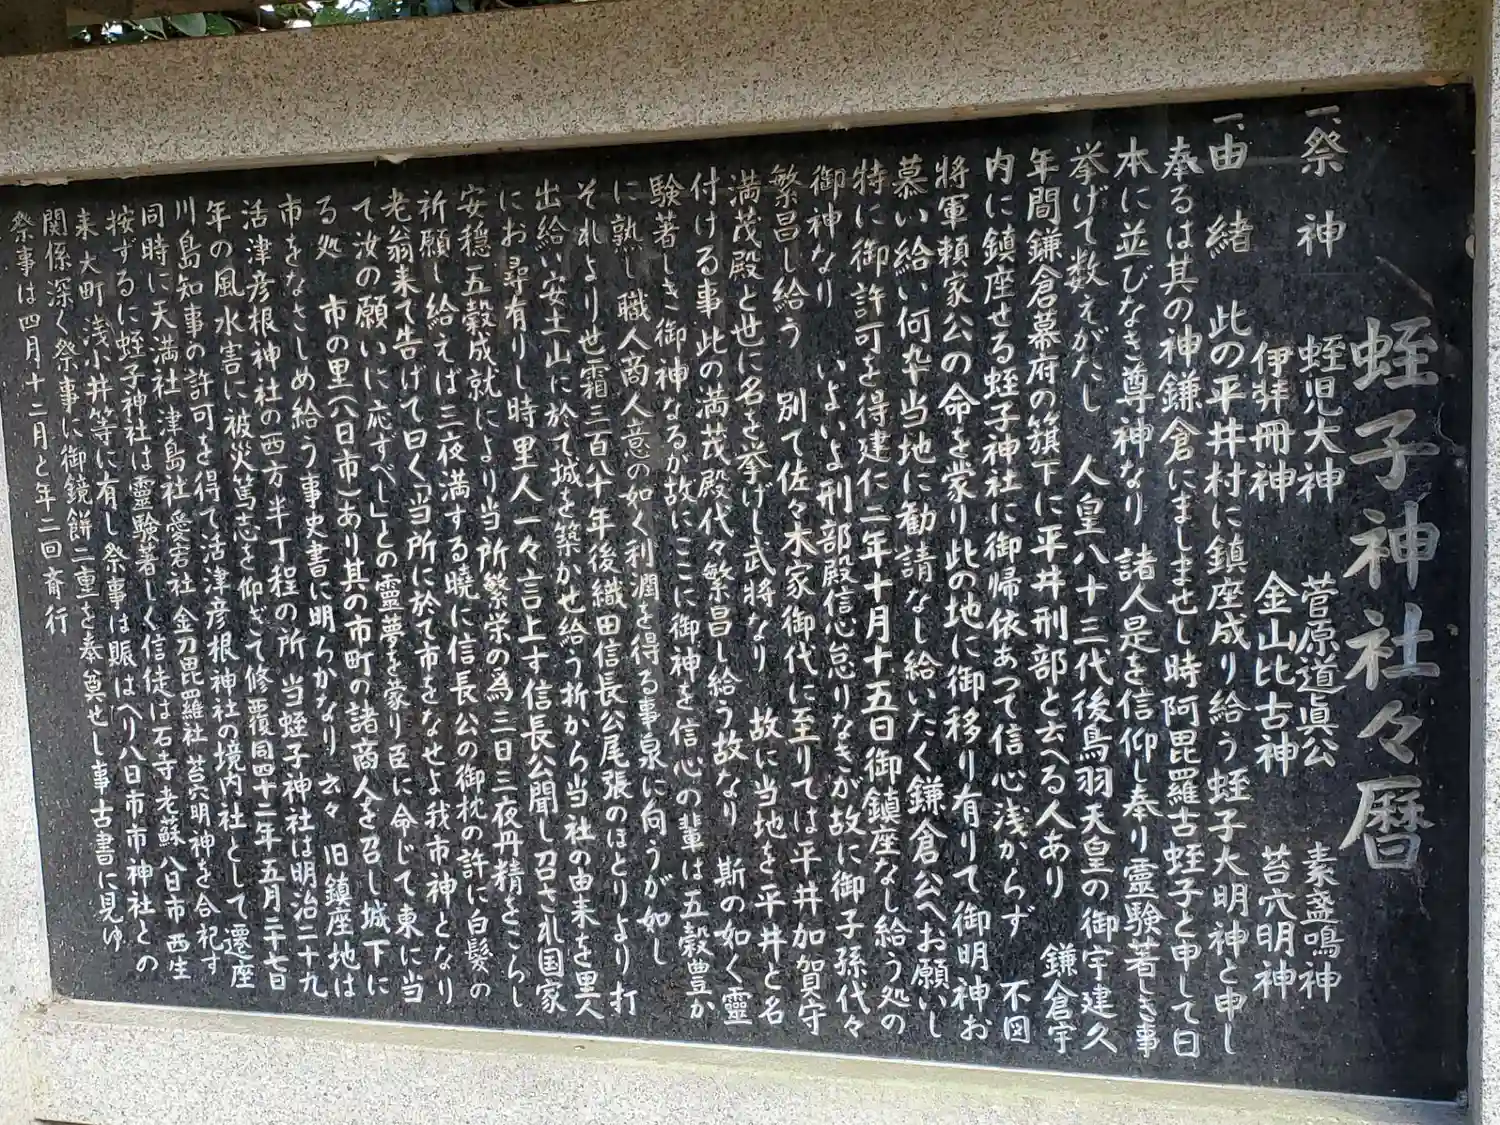 蛭子神社々暦
一、祭神 蛭児大神 菅原道眞公 素盞鳴神
伊弉冊神 金山比古神 苔穴明神
一、由緒 此の平井村に鎮座成り給う蛭子大明神と申し
奉るは其の神鎌倉にましませし時阿毘羅古蛭子と申して日
本に並びなき尊神なり 諸人是を信仰し奉り霊験著しき事
挙げて数えがたし 人皇八十三代後鳥羽天皇の御宇建久
年間鎌倉幕府の籏下に平井刑部と去へる人あり 鎌倉宇
内に鎮座せる蛭子神社に御帰依あつて信心浅からず 不図
將軍頼家公の命を蒙り此の地に御移り有りて御明神お
慕い給い何卆当地に勧請なし給いたく鎌倉公へお願いし
特に御許可を得建仁二年十月十五日御鎮座なし給う処の
御神なり いよいよ刑部殿信心怠りなきが故に御子孫代々
繁昌し給う 別て佐々木家御代に至りては平井加賀守
満茂殿と世に名を挙げし武将なり 故に当地を平井と名
付ける事此の満茂殿代々繁昌し給う故なり 斯の如く靈
験著しき御神なるが故にここに御神を信心の輩は五穀豊か
に熟し 職人商人意の如く利潤を得る事泉に向うが如し
それより世霜三百八十年後織田信長公尾張のほとりより打
出給い安土山に於て城を築かせ給う折から当社の由来を里人
にお尋有りし時里人一々言上す信長公聞し召され国家
安穏五穀成就により当所繁栄の為三日三夜丹精をこらし
祈願し給えば三夜満する曉に信長公の御枕の許に白髮の
老翁来て告げて曰く「当所に於て市をなせよ我市神となり
て汝の願いに応すべし」との靈夢を蒙り臣に命じて東に当
る処 市の里(八日市)あり其の市町の諸商人を召し城下に
市をなさしめ給う事史書に明らかなり 云々 旧鎮座地は
活津彦根神社の西方半丁程の所 当蛭子神社は明治二十九
年の風水害に被災篤志を仰ぎて修覆同四十二年五月二十七日
川島知事の許可を得て活津彦根神社の境内社として遷座
同時に天満社 津島社 愛宕社 金刀毘羅社 苔穴明神を合祀す
按ずるに蛭子神社は靈験著しく信徒は石寺老蘇八日市西生
来 大町 浅小井等に有し祭事は賑はへり八日市市神社との
関係深く祭事に御鏡餅二重を奉奠せし事古書に見ゆ
祭事は四月十二月と年二回斎行